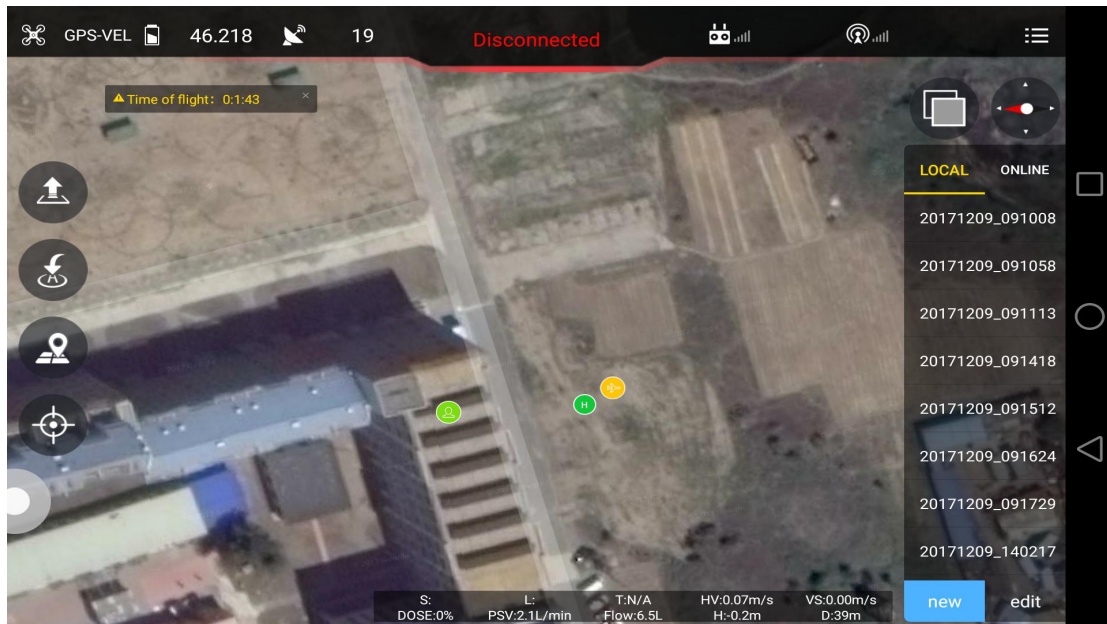 GPS-VEL 46.218 19 Disconnected
Time of flight: 0:1:43 ×
LOCAL ONLINE
20171209_091008
20171209_091058
20171209_091113
20171209_091418
20171209_091512
20171209_091624
20171209_091729
20171209_140217
new edit
H
S: L: T:N/A HV:0.07m/s VS:0.00m/s
DOSE:0% PSV:2.1L/min Flow:6.5L H:-0.2m D:39m